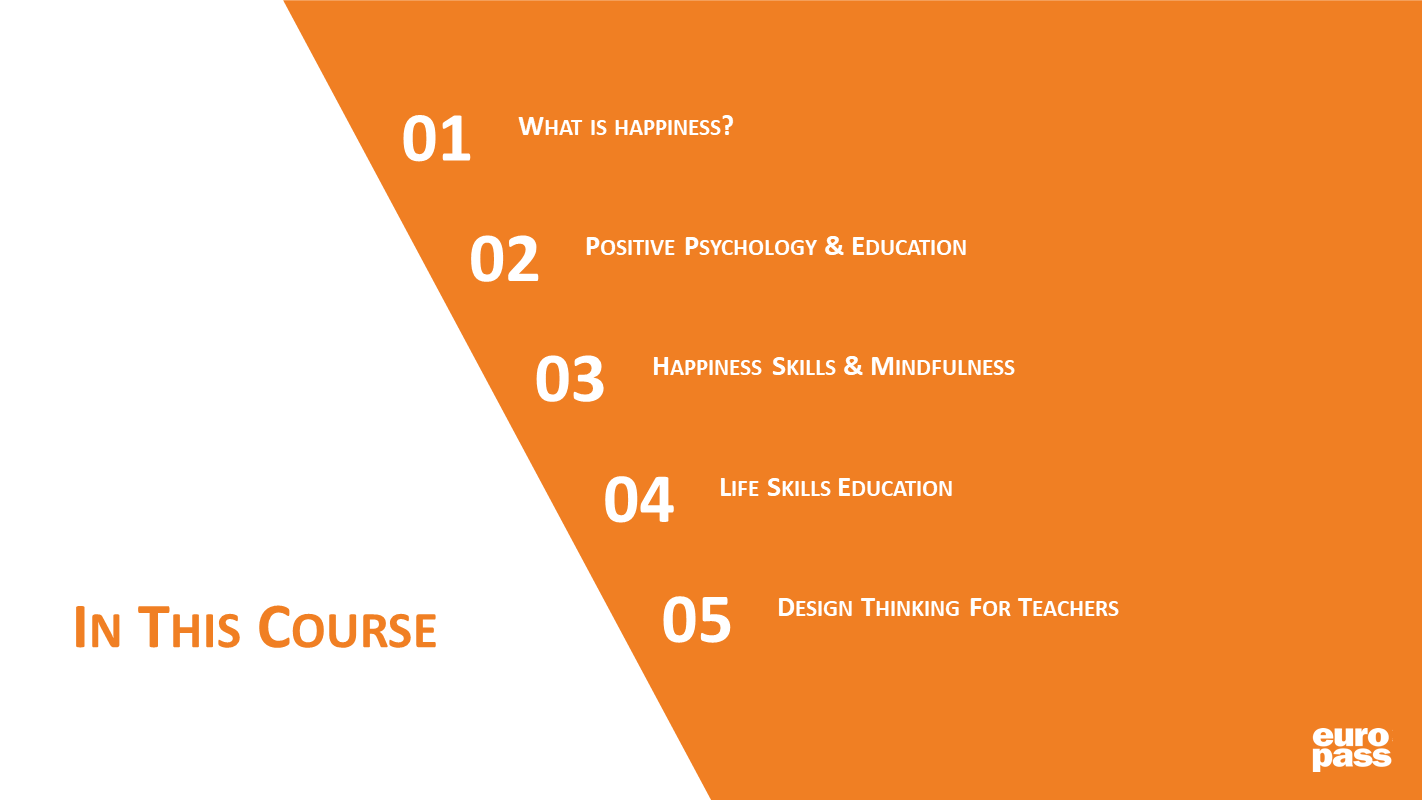 01 What is happiness?
02 Positive Psychology & Education
03 Happiness Skills & Mindfulness
04 Life Skills Education
05 Design Thinking For Teachers
In This Course
euro
pass